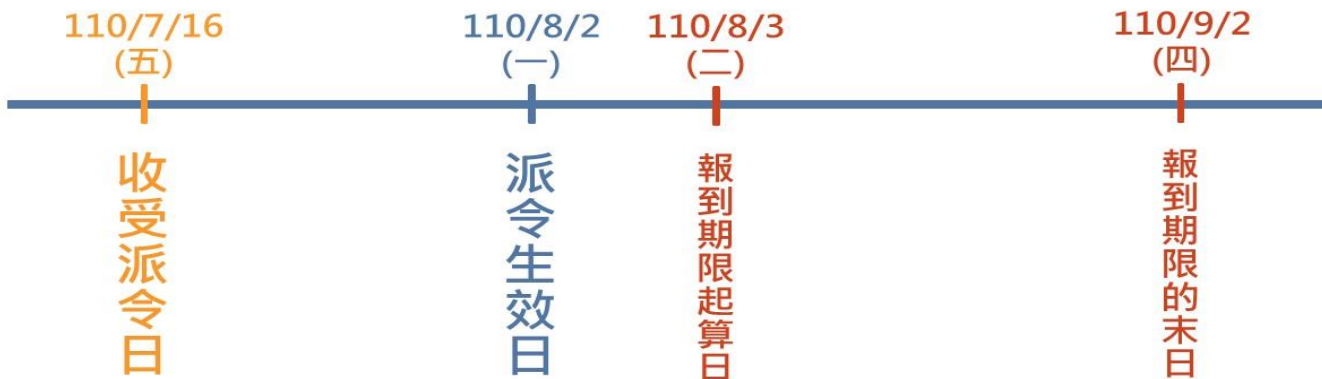 110/7/16
(五)
110/8/2
(一)
110/8/3
(二)
110/9/2
(四)
收受派令日
派令生效日
報到期限起算日
報到期限的末日